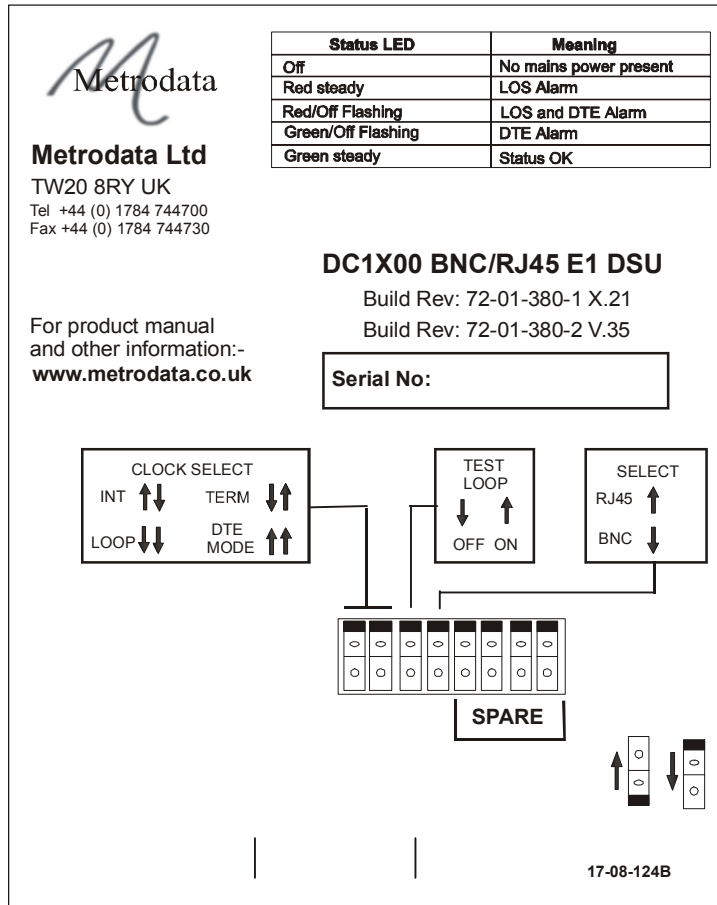 Metrodata
Metrodata Ltd
TW20 8RY UK
Tel +44 (0) 1784 744700
Fax +44 (0) 1784 744730
Status LED Meaning
Off No mains power present
Red steady LOS Alarm
Red/Off Flashing LOS and DTE Alarm
Green/Off Flashing DTE Alarm
Green steady Status OK
DC1X00 BNC/RJ45 E1 DSU
Build Rev: 72-01-380-1 X.21
Build Rev: 72-01-380-2 V.35
For product manual
and other information:-
www.metrodata.co.uk
Serial No:
CLOCK SELECT
INT TERM
LOOP DTE
MODE
TEST
LOOP
OFF ON
SELECT
RJ45
BNC
SPARE
17-08-124B